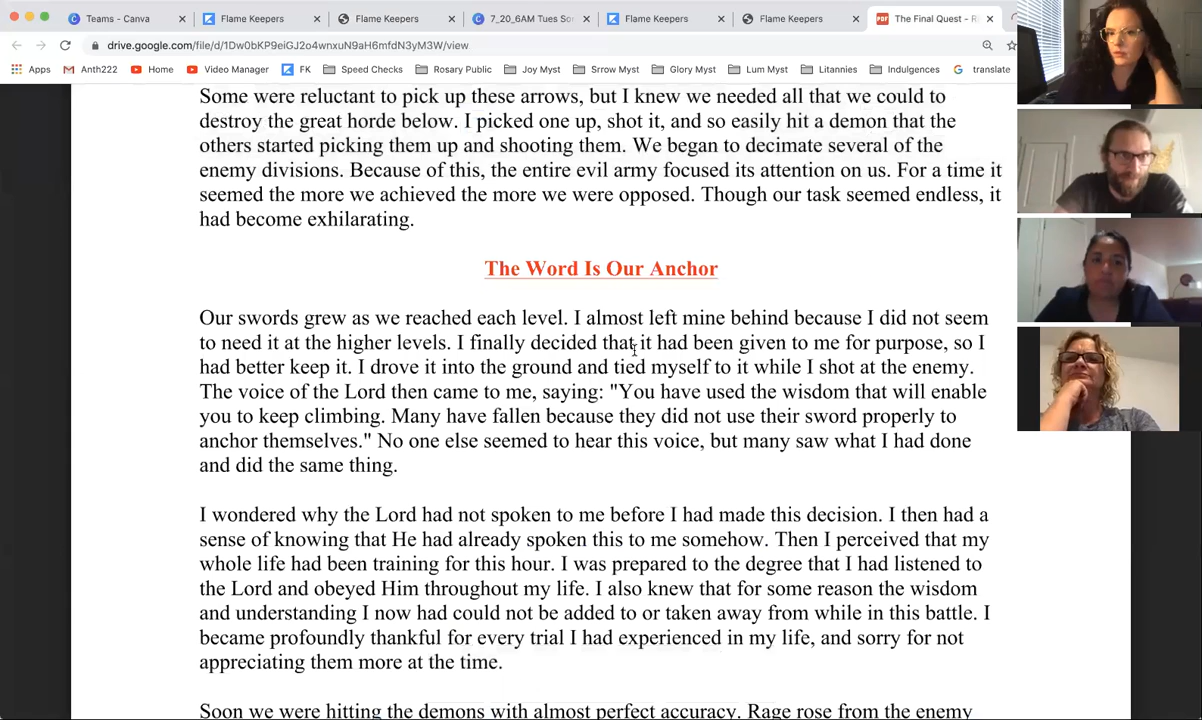 Teams - Canva
Flame Keepers
Flame Keepers
7_20_6AM Tues So
Flame Keepers
Flame Keepers
The Final Quest - R
drive.google.com/file/d/1Dw0bKP9eiGJ2o4wnxuN9aH6mfdN3yM3W/view
Apps Anth222 Home Video Manager FK Speed Checks Rosary Public Joy Myst Srrow Myst Glory Myst Lum Myst Litannies Indulgences translate
Some were reluctant to pick up these arrows, but I knew we needed all that we could to
destroy the great horde below. I picked one up, shot it, and so easily hit a demon that the
others started picking them up and shooting them. We began to decimate several of the
enemy divisions. Because of this, the entire evil army focused its attention on us. For a time it
seemed the more we achieved the more we were opposed. Though our task seemed endless, it
had become exhilarating.
The Word Is Our Anchor
Our swords grew as we reached each level. I almost left mine behind because I did not seem
to need it at the higher levels. I finally decided that it had been given to me for purpose, so I
had better keep it. I drove it into the ground and tied myself to it while I shot at the enemy.
The voice of the Lord then came to me, saying: "You have used the wisdom that will enable
you to keep climbing. Many have fallen because they did not use their sword properly to
anchor themselves." No one else seemed to hear this voice, but many saw what I had done
and did the same thing.
I wondered why the Lord had not spoken to me before I had made this decision. I then had a
sense of knowing that He had already spoken this to me somehow. Then I perceived that my
whole life had been training for this hour. I was prepared to the degree that I had listened to
the Lord and obeyed Him throughout my life. I also knew that for some reason the wisdom
and understanding I now had could not be added to or taken away from while in this battle. I
became profoundly thankful for every trial I had experienced in my life, and sorry for not
appreciating them more at the time.
Soon we were hitting the demons with almost perfect accuracy. Rage rose from the enemy